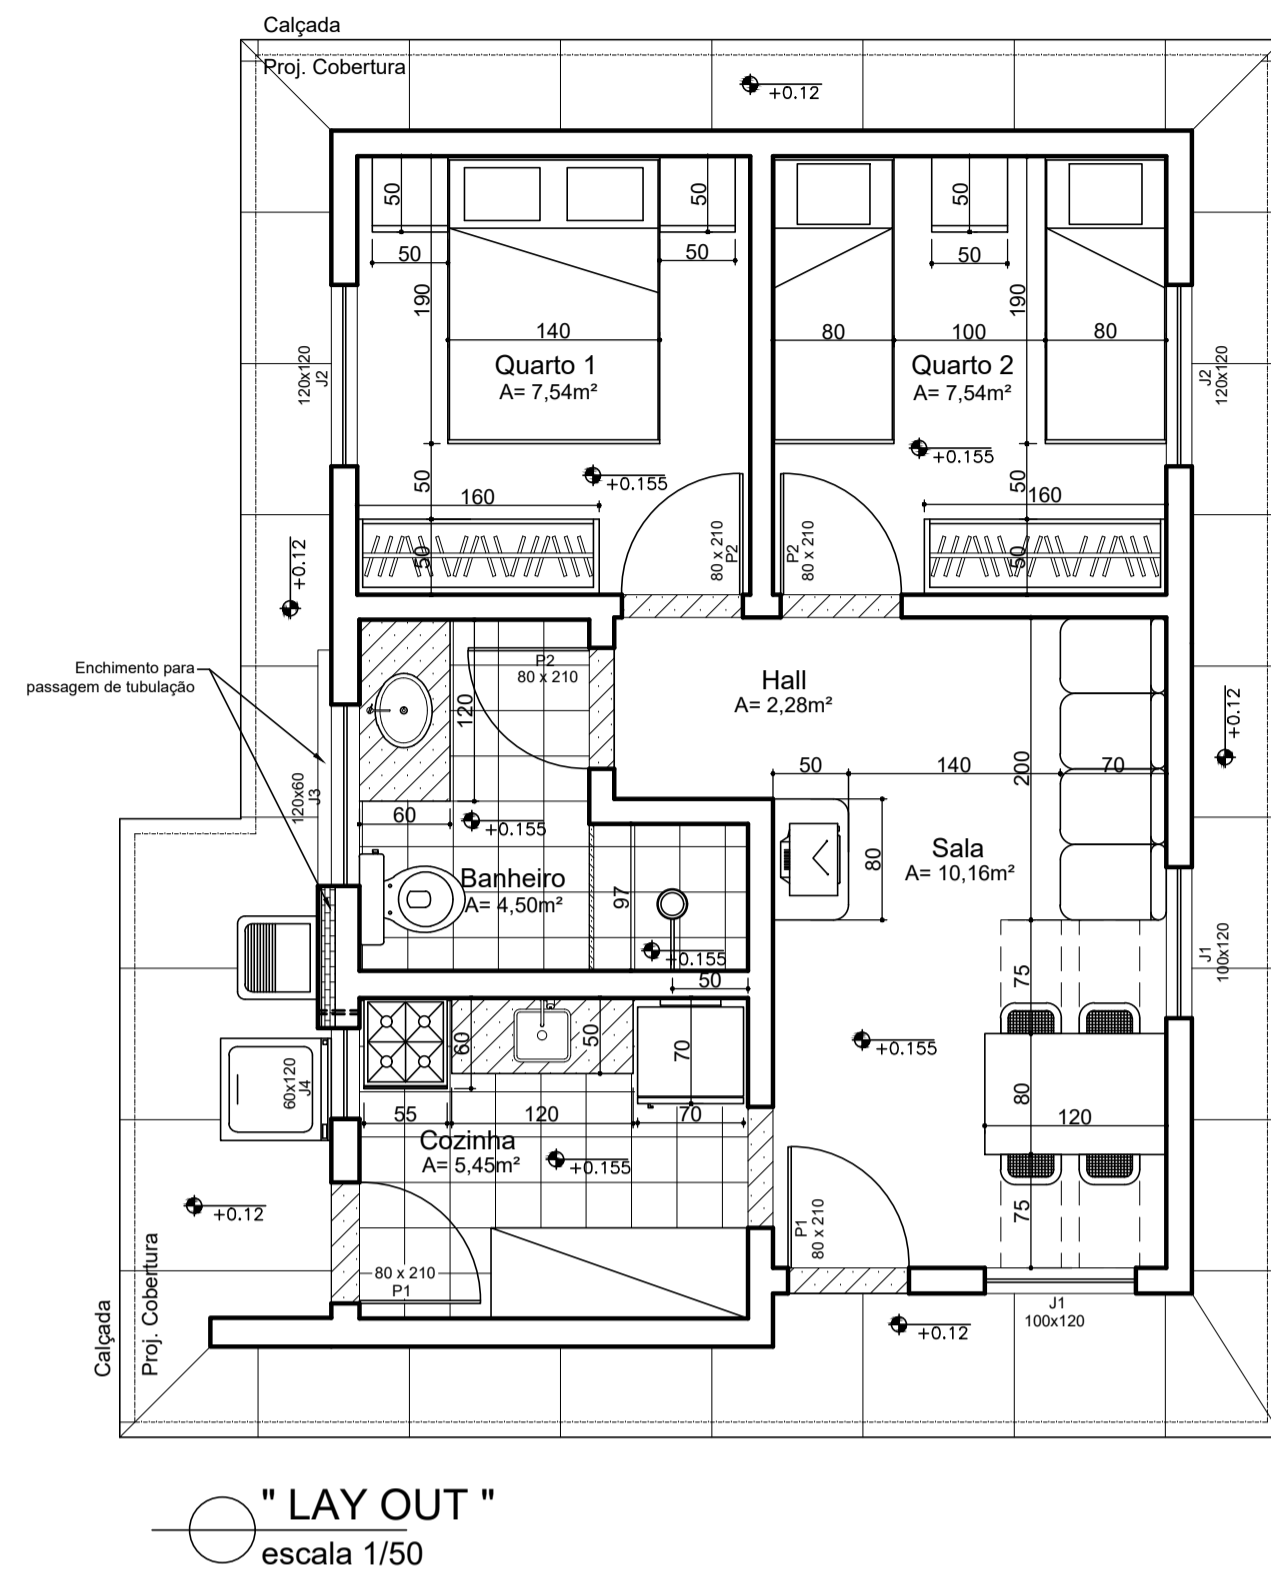 Calçada
Proj. Cobertura
+0.12
50
50
50
50
50
50
190
190
140
80
100
80
Quarto 1
A= 7,54m²
Quarto 2
A= 7,54m²
120x120
J2
J2
120x120
+0.155
+0.155
50
50
160
160
80 x 210
P2
P2
80 x 210
50
50
+0.12
Enchimento para
passagem de tubulação
P2
80 x 210
Hall
A= 2,28m²
120
+0.12
50
140
200
70
120x60
J3
60
+0.155
80
Sala
A= 10,16m²
Banheiro
A= 4,50m²
97
+0.155
50
J1
100x120
75
60
50
70
+0.155
60x120
J4
80
55
120
70
120
Cozinha
A= 5,45m²
+0.155
+0.12
75
P1
80 x 210
80 x 210
P1
J1
100x120
+0.12
Calçada
Proj. Cobertura
" LAY OUT "
escala 1/50